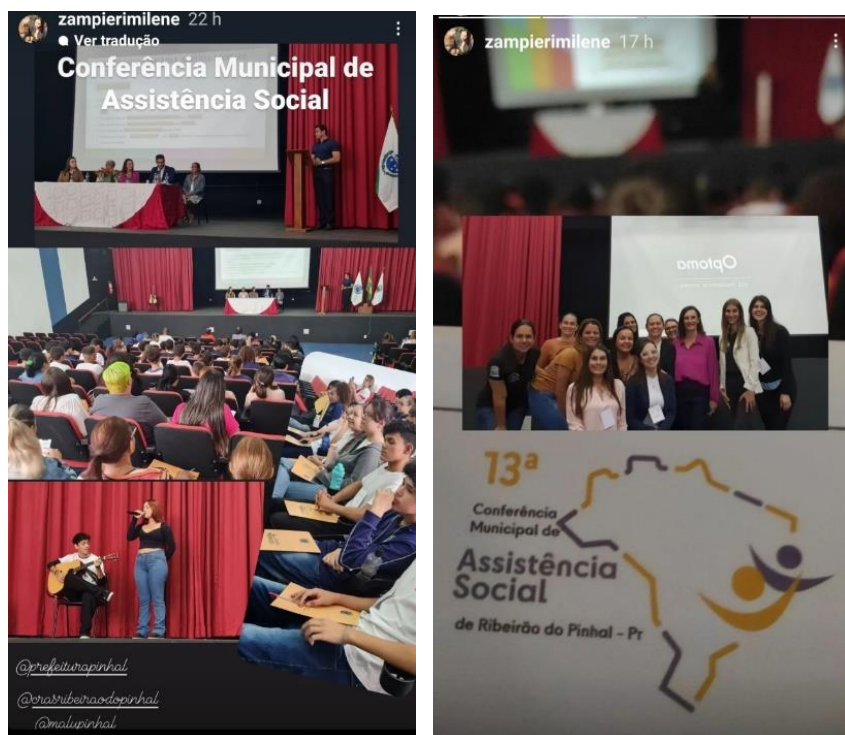 zampierimilene 22 h
Ver tradução
Conferência Municipal de
Assistência Social
@prefeiturapinhal
@crasribeiraodopinhal
@malupinhal
zampierimilene 17 h
Optoma
13ª
Conferência
Municipal de
Assistência
Social
de Ribeirão do Pinhal - Pr